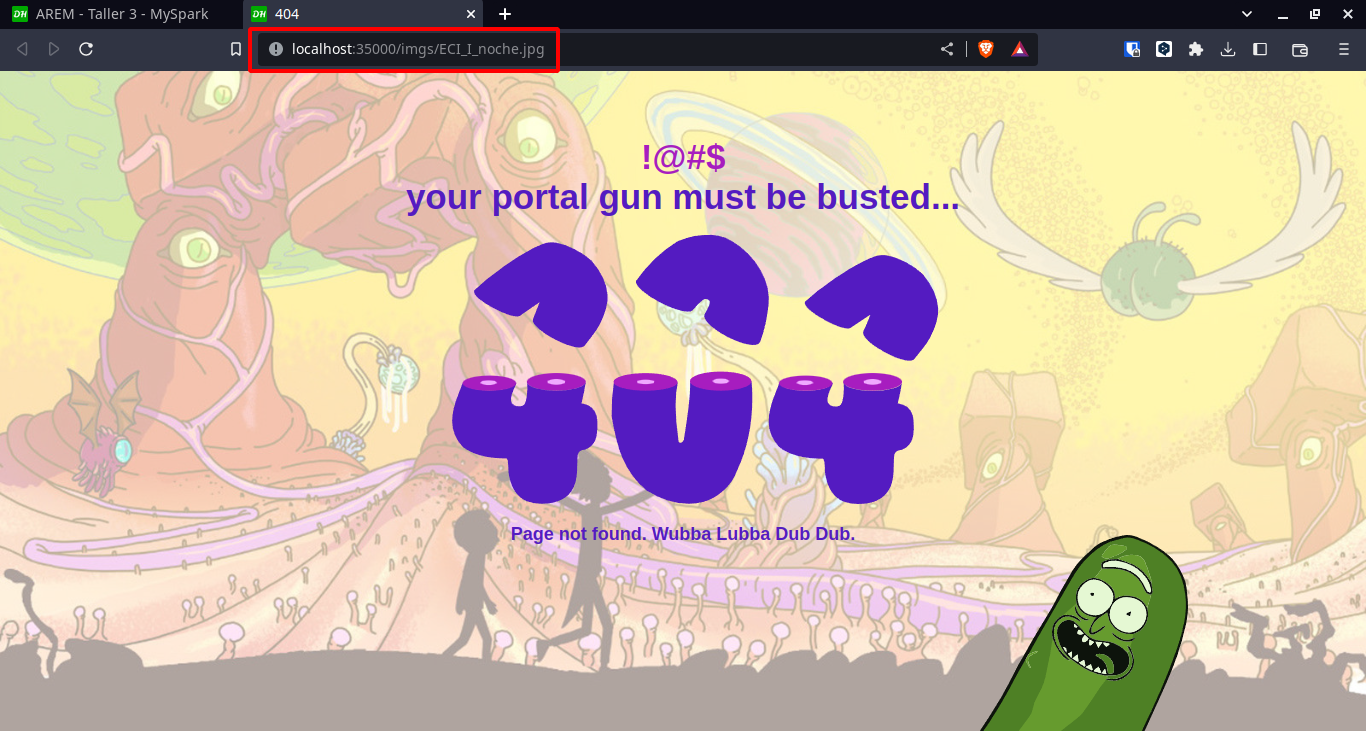 DH AREM - Taller 3 - MySpark
DH 404
localhost:35000/imgs/ECI_I_noche.jpg
!@#$
your portal gun must be busted...
404
Page not found. Wubba Lubba Dub Dub.